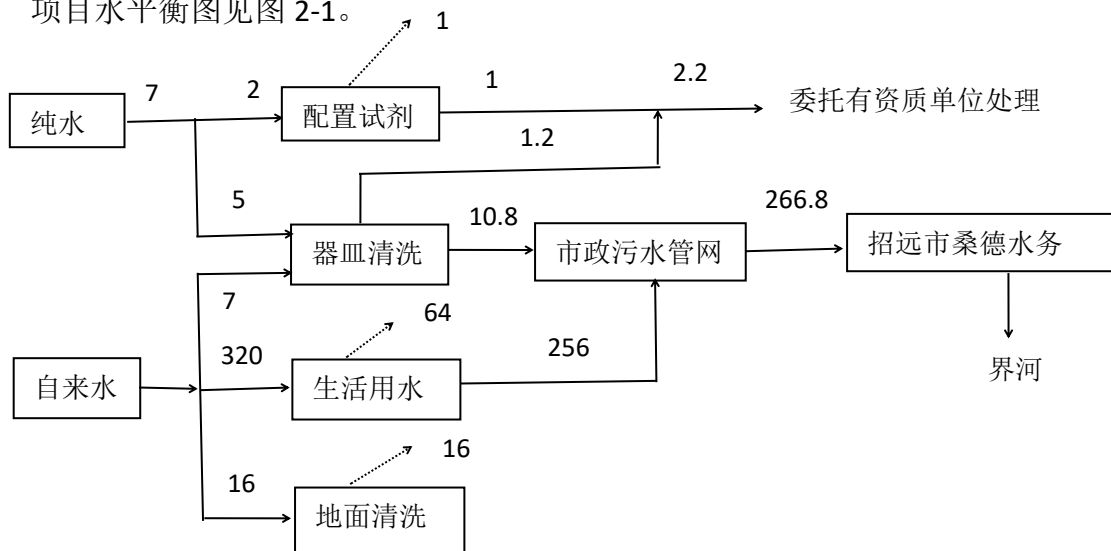 项目水平衡图见图 2-1。
1
7
2
1
2.2
纯水
配置试剂
委托有资质单位处理
1.2
5
10.8
266.8
器皿清洗
市政污水管网
招远市桑德水务
7
64
320
256
自来水
生活用水
界河
16
16
地面清洗